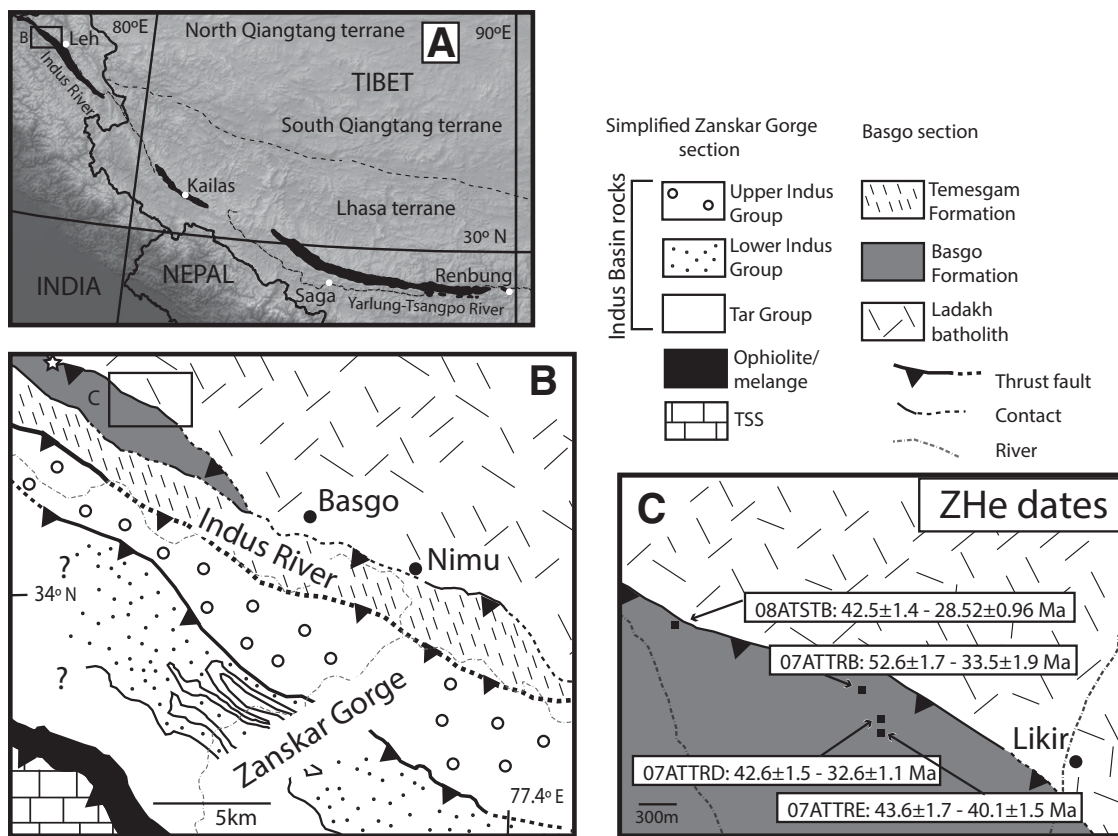 80ºE
North Qiangtang terrane
90ºE
A
B
Leh
TIBET
Indus River
South Qiangtang terrane
Kailas
Lhasa terrane
30º N
INDIA
NEPAL
Renbung
Saga
Yarlung-Tsangpo River
Simplified Zanskar Gorge
section
Basgo section
Indus Basin rocks
Upper Indus
Group
Lower Indus
Group
Tar Group
Ophiolite/
melange
TSS
Temesgam
Formation
Basgo
Formation
Ladakh
batholith
Thrust fault
Contact
River
B
C
Basgo
Indus River
Nimu
34º N
?
?
Zanskar Gorge
5km
77.4º E
C
ZHe dates
08ATSTB: 42.5±1.4 - 28.52±0.96 Ma
07ATTRB: 52.6±1.7 - 33.5±1.9 Ma
Likir
07ATTRD: 42.6±1.5 - 32.6±1.1 Ma
07ATTRE: 43.6±1.7 - 40.1±1.5 Ma
300m